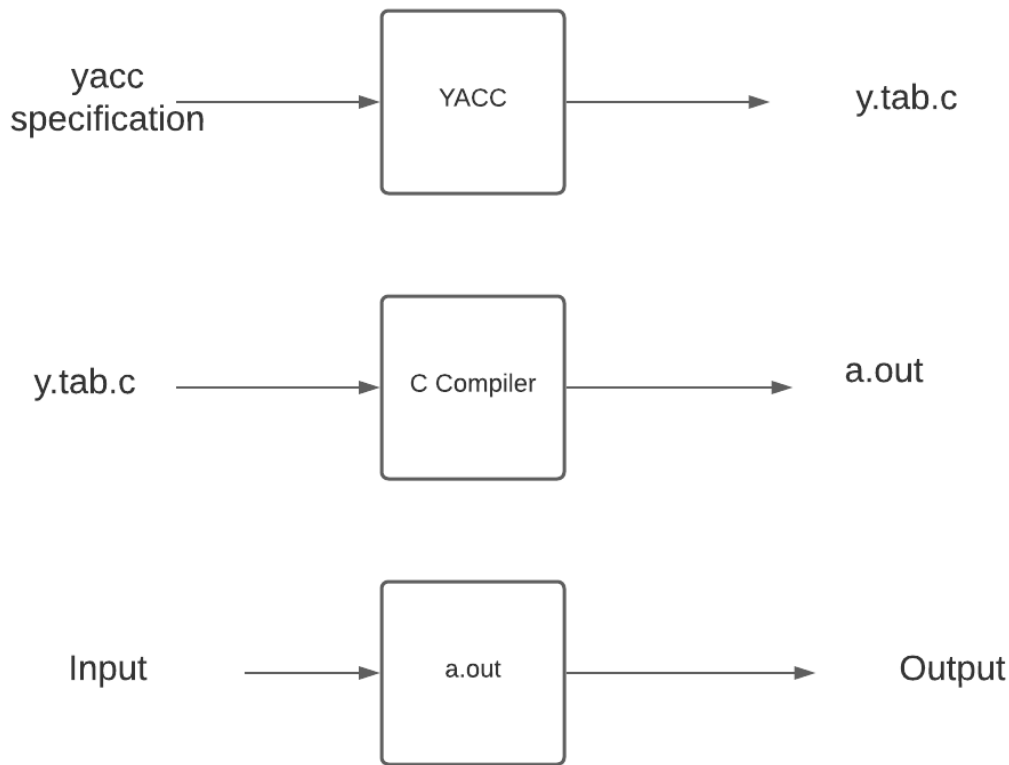 yacc
specification
YACC
y.tab.c
y.tab.c
C Compiler
a.out
Input
a.out
Output